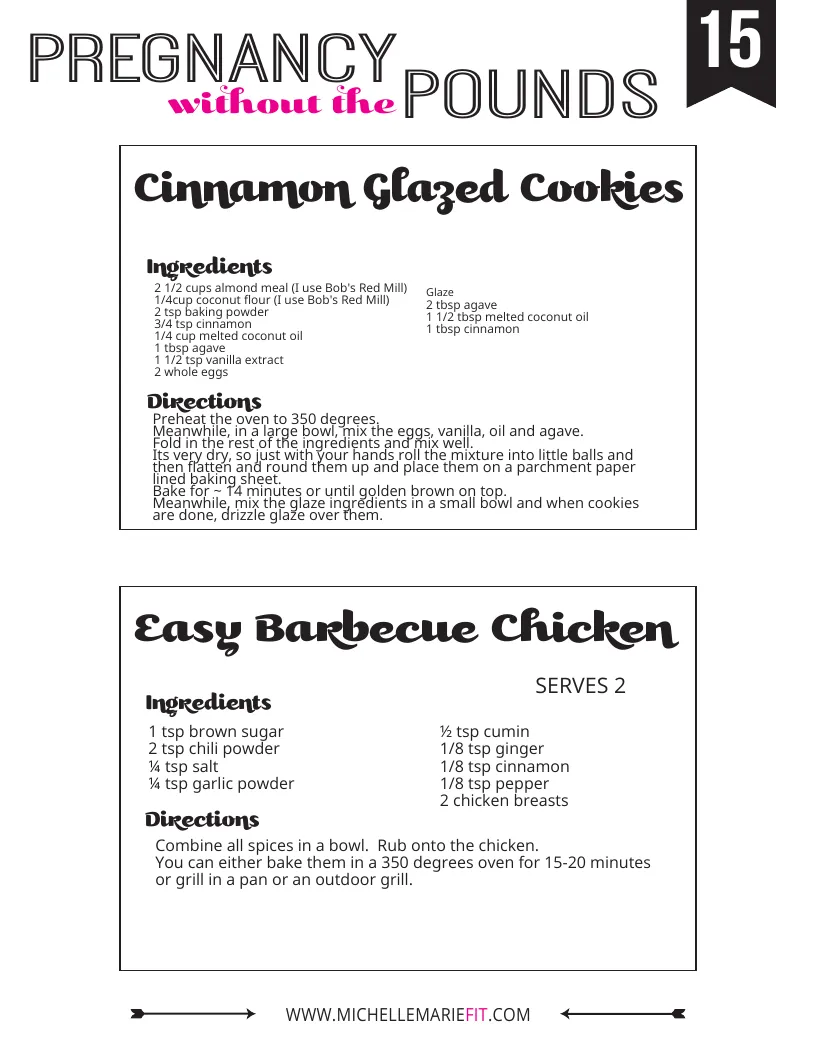 PREGNANCY
without the
POUNDS
15
Cinnamon Glazed Cookies
Ingredients
2 1/2 cups almond meal (I use Bob's Red Mill)
1/4cup coconut flour (I use Bob's Red Mill)
2 tsp baking powder
3/4 tsp cinnamon
1/4 cup melted coconut oil
1 tbsp agave
1 1/2 tsp vanilla extract
2 whole eggs
Glaze
2 tbsp agave
1 1/2 tbsp melted coconut oil
1 tbsp cinnamon
Directions
Preheat the oven to 350 degrees.
Meanwhile, in a large bowl, mix the eggs, vanilla, oil and agave.
Fold in the rest of the ingredients and mix well.
Its very dry, so just with your hands roll the mixture into little balls and
then flatten and round them up and place them on a parchment paper
lined baking sheet.
Bake for ~ 14 minutes or until golden brown on top.
Meanwhile, mix the glaze ingredients in a small bowl and when cookies
are done, drizzle glaze over them.
Easy Barbecue Chicken
SERVES 2
Ingredients
1 tsp brown sugar
2 tsp chili powder
¼ tsp salt
¼ tsp garlic powder
½ tsp cumin
1/8 tsp ginger
1/8 tsp cinnamon
1/8 tsp pepper
2 chicken breasts
Directions
Combine all spices in a bowl.  Rub onto the chicken.
You can either bake them in a 350 degrees oven for 15-20 minutes
or grill in a pan or an outdoor grill.
WWW.MICHELLEMARIEFIT.COM